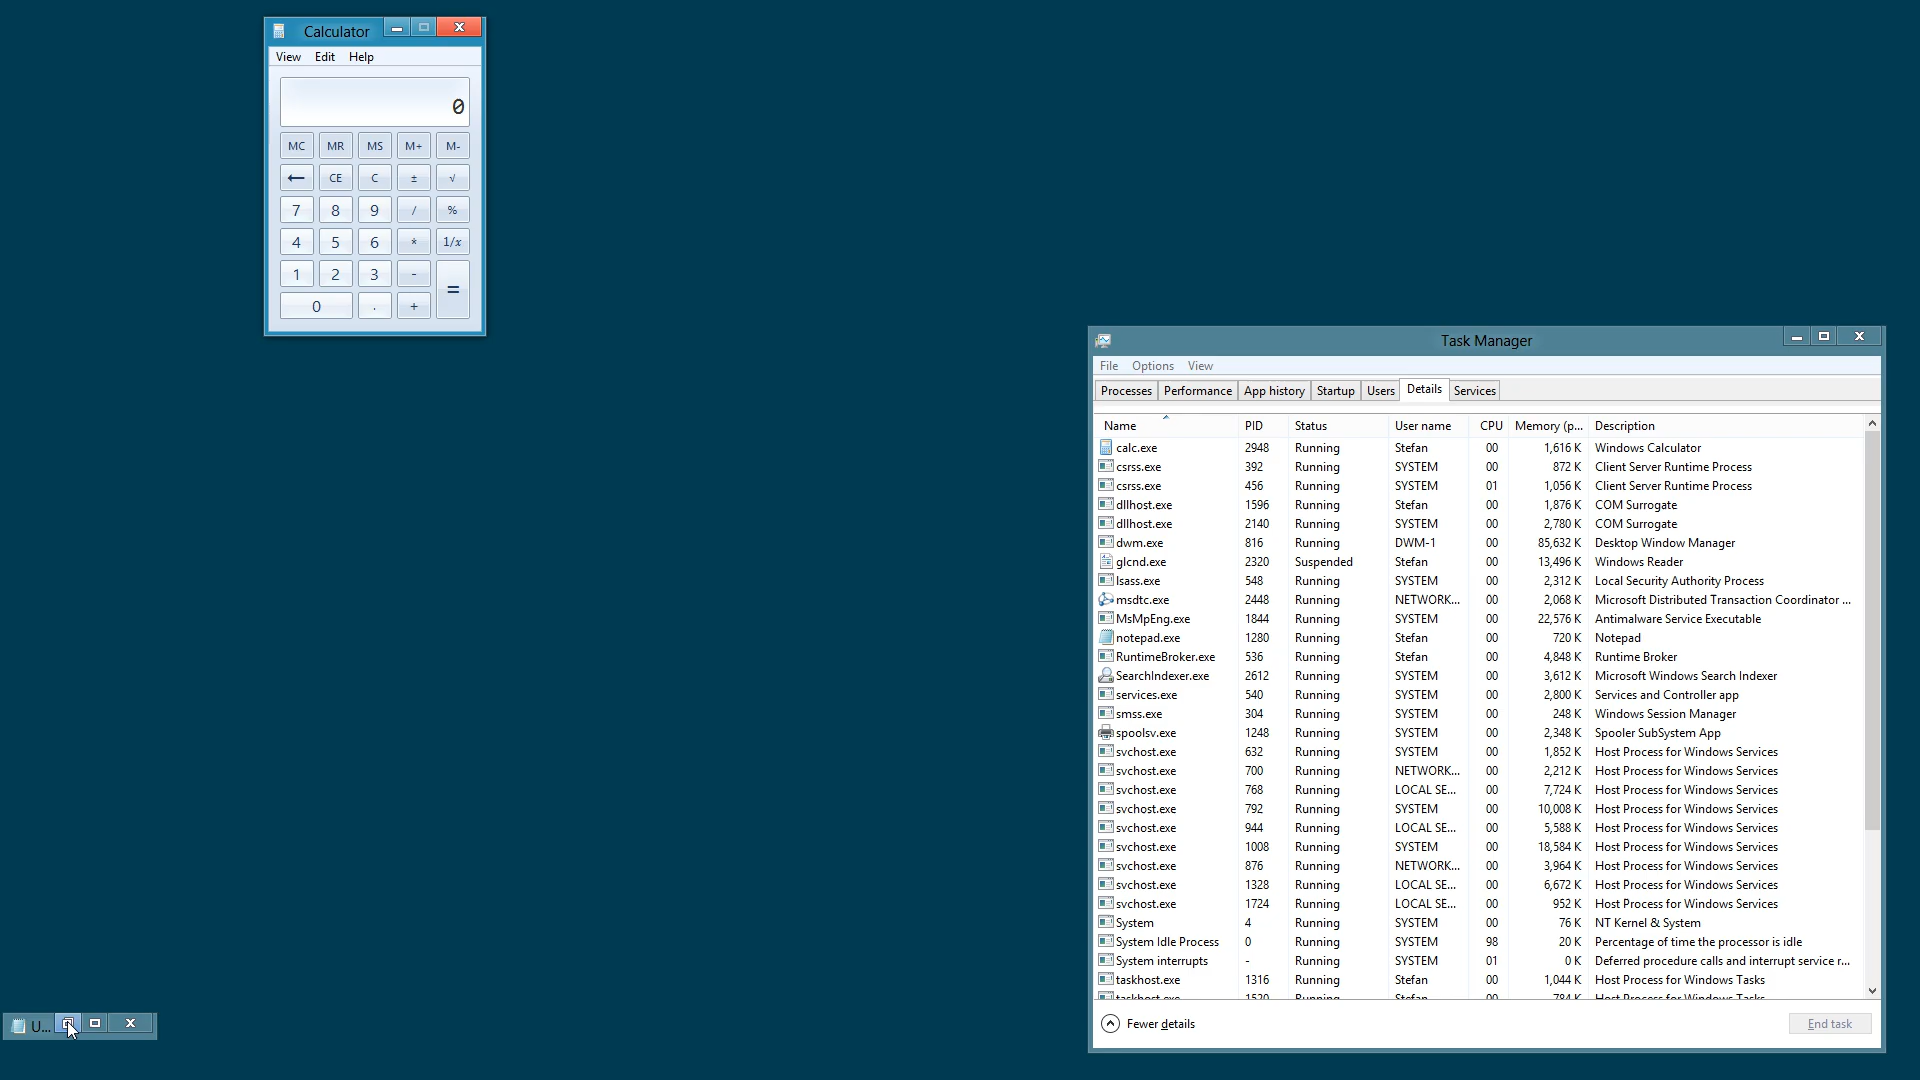 Calculator
View Edit Help
0
MC MR MS M+ M-
← CE C ± √
7 8 9 / %
4 5 6 * 1/x
1 2 3 -
=
0 . +
Task Manager
File Options View
Processes Performance App history Startup Users Details Services
Name PID Status User name CPU Memory (p... Description
calc.exe 2948 Running Stefan 00 1,616 K Windows Calculator
csrss.exe 392 Running SYSTEM 00 872 K Client Server Runtime Process
csrss.exe 456 Running SYSTEM 01 1,056 K Client Server Runtime Process
dllhost.exe 1596 Running Stefan 00 1,876 K COM Surrogate
dllhost.exe 2140 Running SYSTEM 00 2,780 K COM Surrogate
dwm.exe 816 Running DWM-1 00 85,632 K Desktop Window Manager
glcnd.exe 2320 Suspended Stefan 00 13,496 K Windows Reader
lsass.exe 548 Running SYSTEM 00 2,312 K Local Security Authority Process
msdtc.exe 2448 Running NETWORK... 00 2,068 K Microsoft Distributed Transaction Coordinator ...
MsMpEng.exe 1844 Running SYSTEM 00 22,576 K Antimalware Service Executable
notepad.exe 1280 Running Stefan 00 720 K Notepad
RuntimeBroker.exe 536 Running Stefan 00 4,848 K Runtime Broker
SearchIndexer.exe 2612 Running SYSTEM 00 3,612 K Microsoft Windows Search Indexer
services.exe 540 Running SYSTEM 00 2,800 K Services and Controller app
smss.exe 304 Running SYSTEM 00 248 K Windows Session Manager
spoolsv.exe 1248 Running SYSTEM 00 2,348 K Spooler SubSystem App
svchost.exe 632 Running SYSTEM 00 1,852 K Host Process for Windows Services
svchost.exe 700 Running NETWORK... 00 2,212 K Host Process for Windows Services
svchost.exe 768 Running LOCAL SE... 00 7,724 K Host Process for Windows Services
svchost.exe 792 Running SYSTEM 00 10,008 K Host Process for Windows Services
svchost.exe 944 Running LOCAL SE... 00 5,588 K Host Process for Windows Services
svchost.exe 1008 Running SYSTEM 00 18,584 K Host Process for Windows Services
svchost.exe 876 Running NETWORK... 00 3,964 K Host Process for Windows Services
svchost.exe 1328 Running LOCAL SE... 00 6,672 K Host Process for Windows Services
svchost.exe 1724 Running LOCAL SE... 00 952 K Host Process for Windows Services
System 4 Running SYSTEM 00 76 K NT Kernel & System
System Idle Process 0 Running SYSTEM 98 20 K Percentage of time the processor is idle
System interrupts - Running SYSTEM 01 0 K Deferred procedure calls and interrupt service r...
taskhost.exe 1316 Running Stefan 00 1,044 K Host Process for Windows Tasks
taskhost.exe 1520 Running Stefan 00 784 K Host Process for Windows Tasks
Fewer details End task
U...